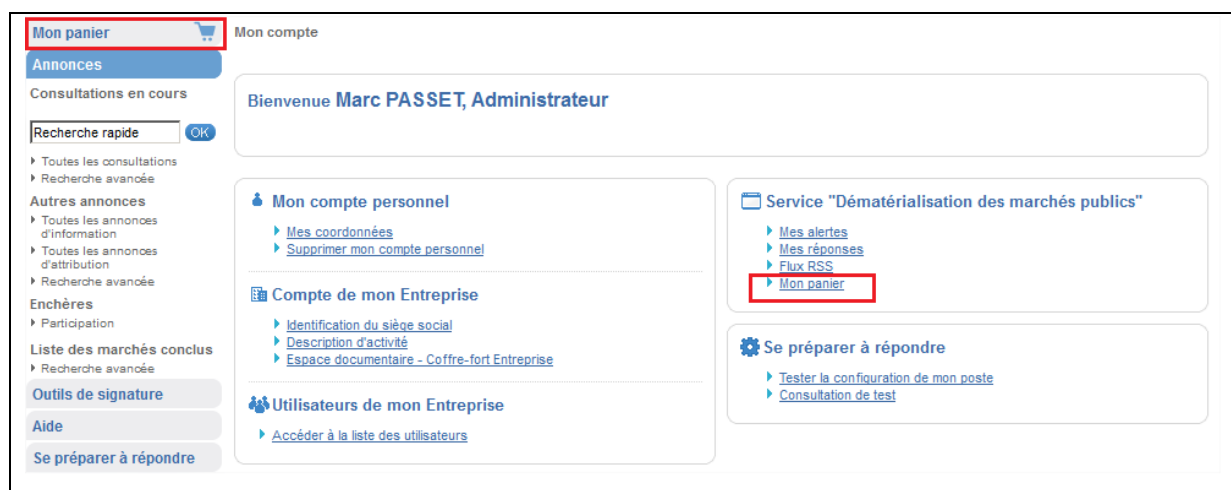 Mon panier
Annonces
Consultations en cours
Recherche rapide OK
Toutes les consultations
Recherche avancée
Autres annonces
Toutes les annonces
d'information
Toutes les annonces
d'attribution
Recherche avancée
Enchères
Participation
Liste des marchés conclus
Recherche avancée
Outils de signature
Aide
Se préparer à répondre
Mon compte
Bienvenue Marc PASSET, Administrateur
Mon compte personnel
Mes coordonnées
Supprimer mon compte personnel
Compte de mon Entreprise
Identification du siège social
Description d'activité
Espace documentaire - Coffre-fort Entreprise
Utilisateurs de mon Entreprise
Accéder à la liste des utilisateurs
Service "Dématérialisation des marchés publics"
Mes alertes
Mes réponses
Flux RSS
Mon panier
Se préparer à répondre
Tester la configuration de mon poste
Consultation de test